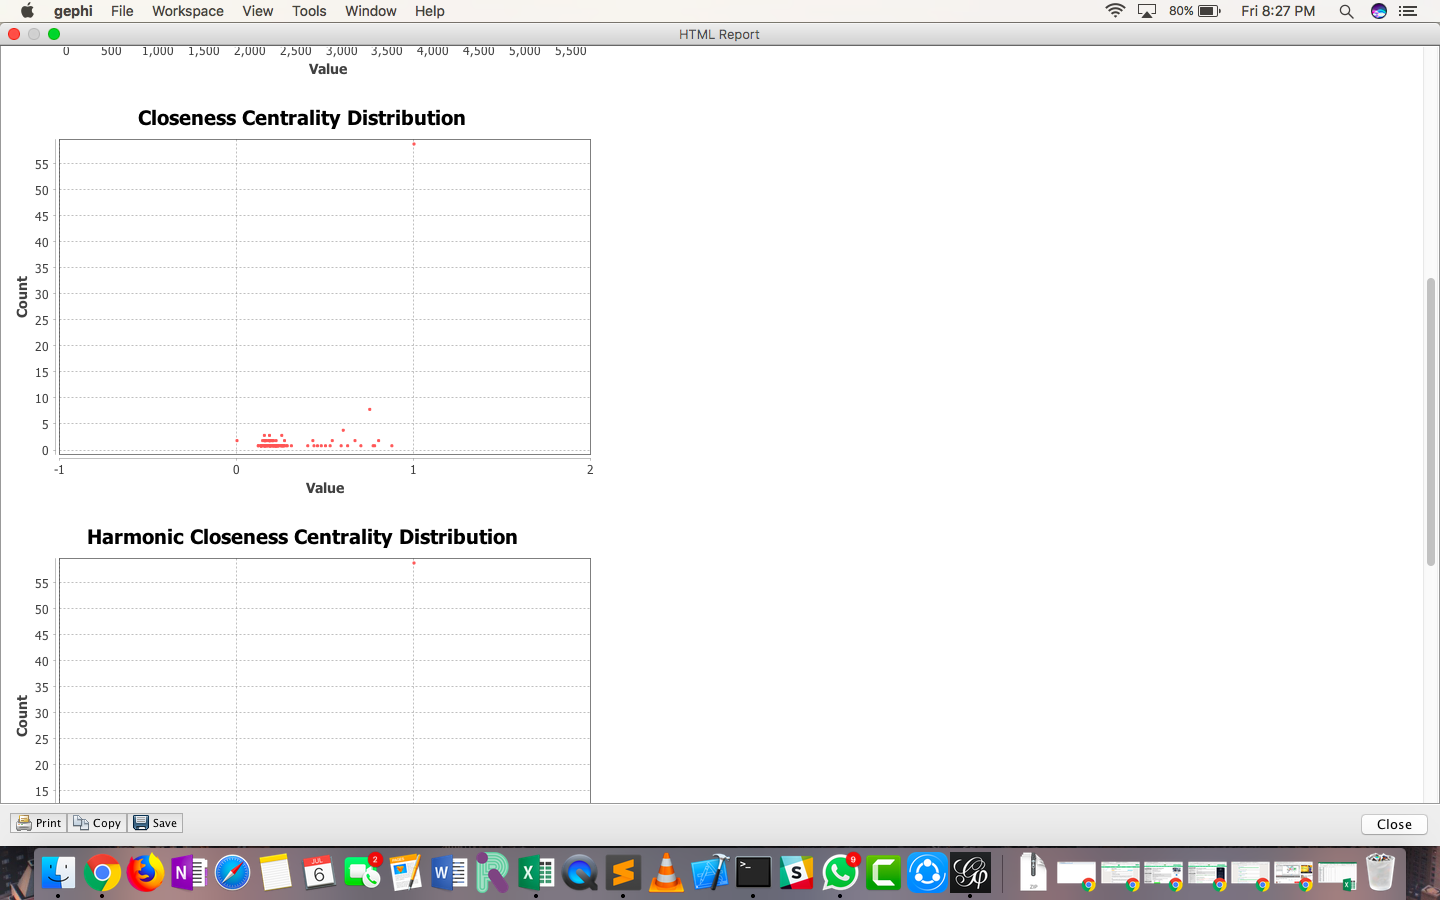 gephi File Workspace View Tools Window Help 80% Fri 8:27 PM
HTML Report
0 500 1,000 1,500 2,000 2,500 3,000 3,500 4,000 4,500 5,000 5,500
Value
Closeness Centrality Distribution
55
50
45
40
35
30
25
20
15
10
5
0
Count
-1 0 1 2
Value
Harmonic Closeness Centrality Distribution
55
50
45
40
35
30
25
20
15
Count
Print Copy Save Close
JUL
6
2
9
ZIP